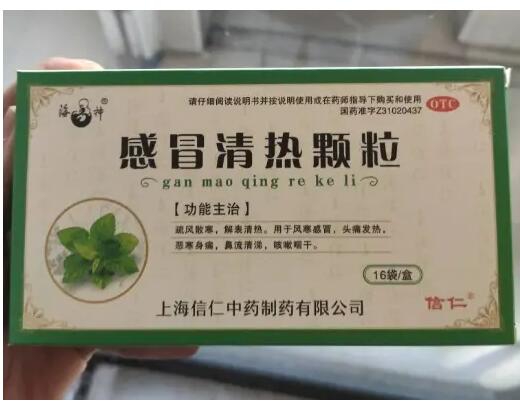 海神®
请仔细阅读说明书并按说明使用或在药师指导下购买和使用
国药准字Z31020437
OTC
感冒清热颗粒
gan mao qing re ke li
【功能主治】
疏风散寒，解表清热。用于风寒感冒，头痛发热，
恶寒身痛，鼻流清涕，咳嗽咽干。
16袋/盒
上海信仁中药制药有限公司
信仁®